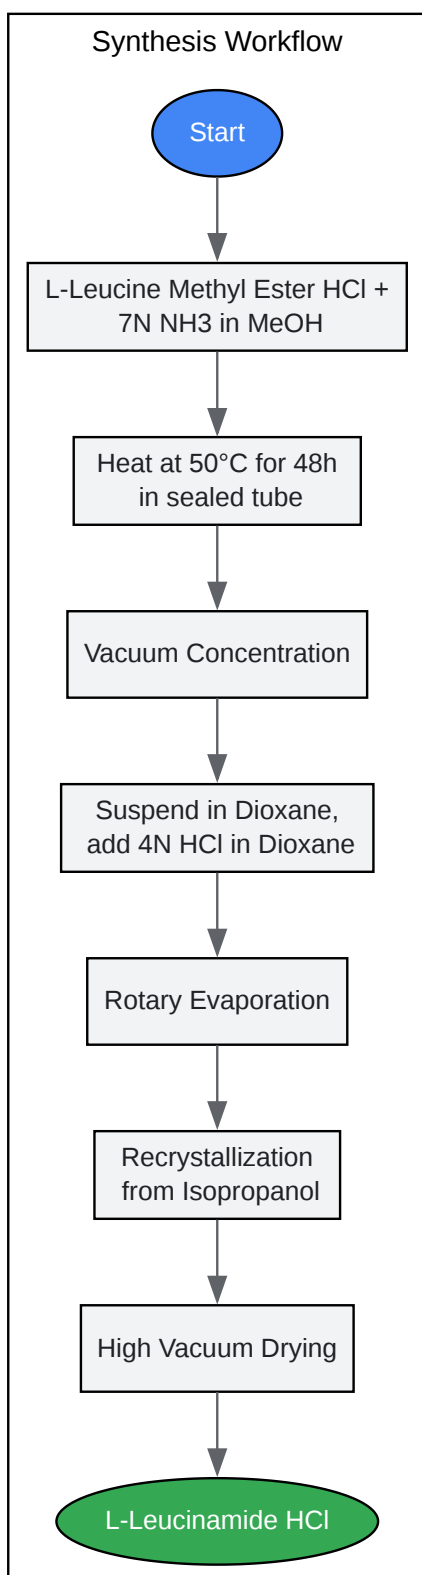 Synthesis Workflow
Start
L-Leucine Methyl Ester HCl +
7N NH3 in MeOH
Heat at 50°C for 48h
in sealed tube
Vacuum Concentration
Suspend in Dioxane,
add 4N HCl in Dioxane
Rotary Evaporation
Recrystallization
from Isopropanol
High Vacuum Drying
L-Leucinamide HCl